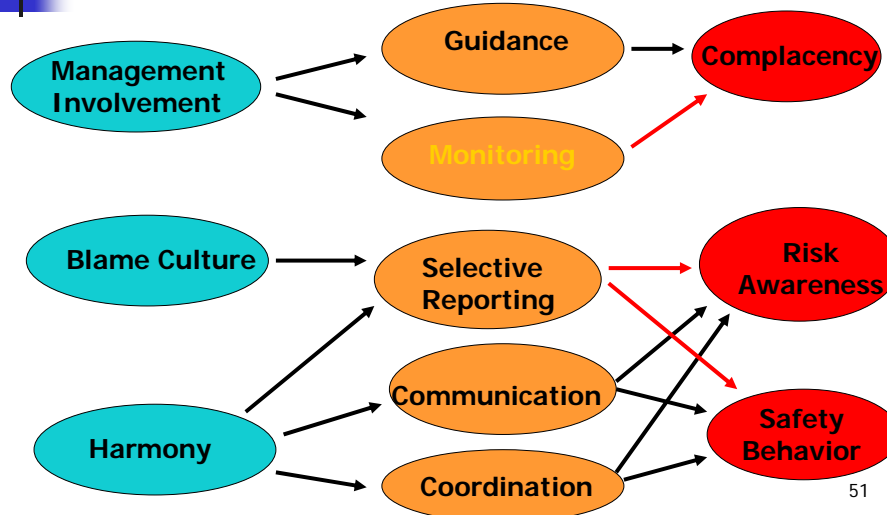 Management
Involvement
Guidance
Complacency
Monitoring
Blame Culture
Selective
Reporting
Risk
Awareness
Communication
Harmony
Coordination
Safety
Behavior
51